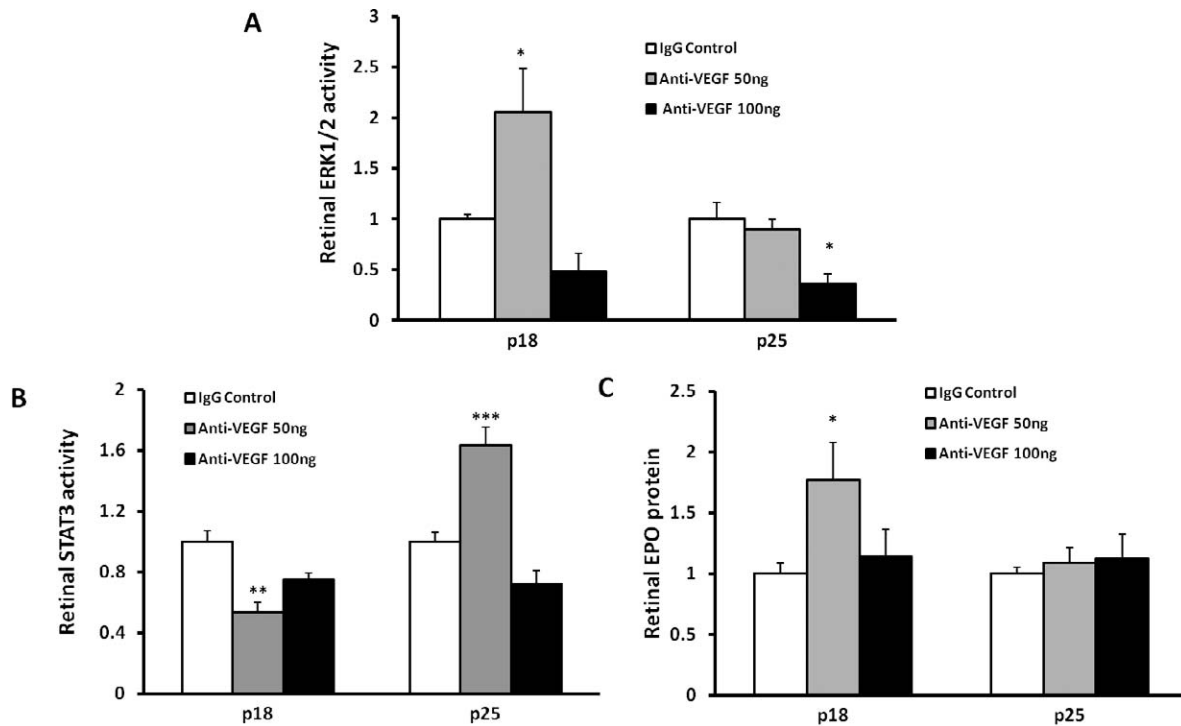 A
Retinal ERK1/2 activity
3
2.5
2
1.5
1
0.5
0
*
*
IgG Control
Anti-VEGF 50ng
Anti-VEGF 100ng
p18
p25
B
Retinal STAT3 activity
2
1.6
1.2
0.8
0.4
0
IgG Control
Anti-VEGF 50ng
Anti-VEGF 100ng
**
***
p18
p25
C
Retinal EPO protein
2.5
2
1.5
1
0.5
0
IgG Control
Anti-VEGF 50ng
Anti-VEGF 100ng
*
p18
p25